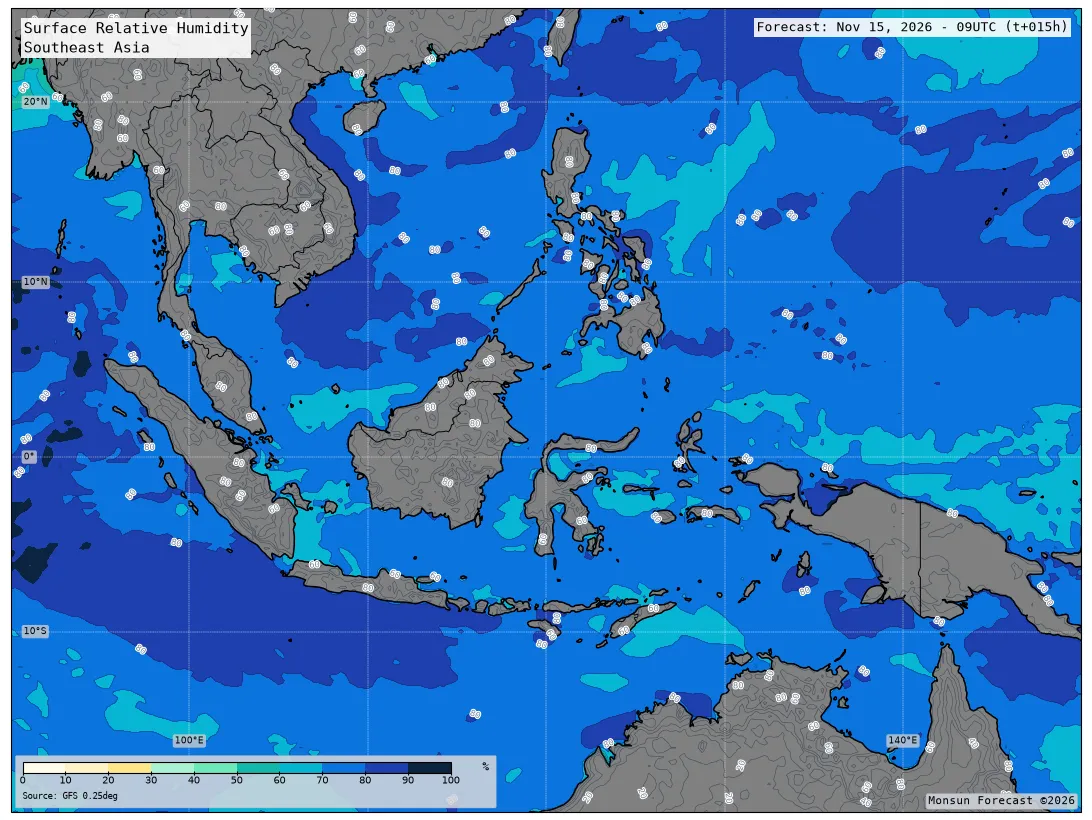 Surface Relative Humidity
Southeast Asia
Forecast: Nov 15, 2026 - 09UTC (t+015h)
20°N
10°N
0°
10°S
100°E
140°E
%
0 10 20 30 40 50 60 70 80 90 100
Source: GFS 0.25deg
Monsun Forecast ©2026